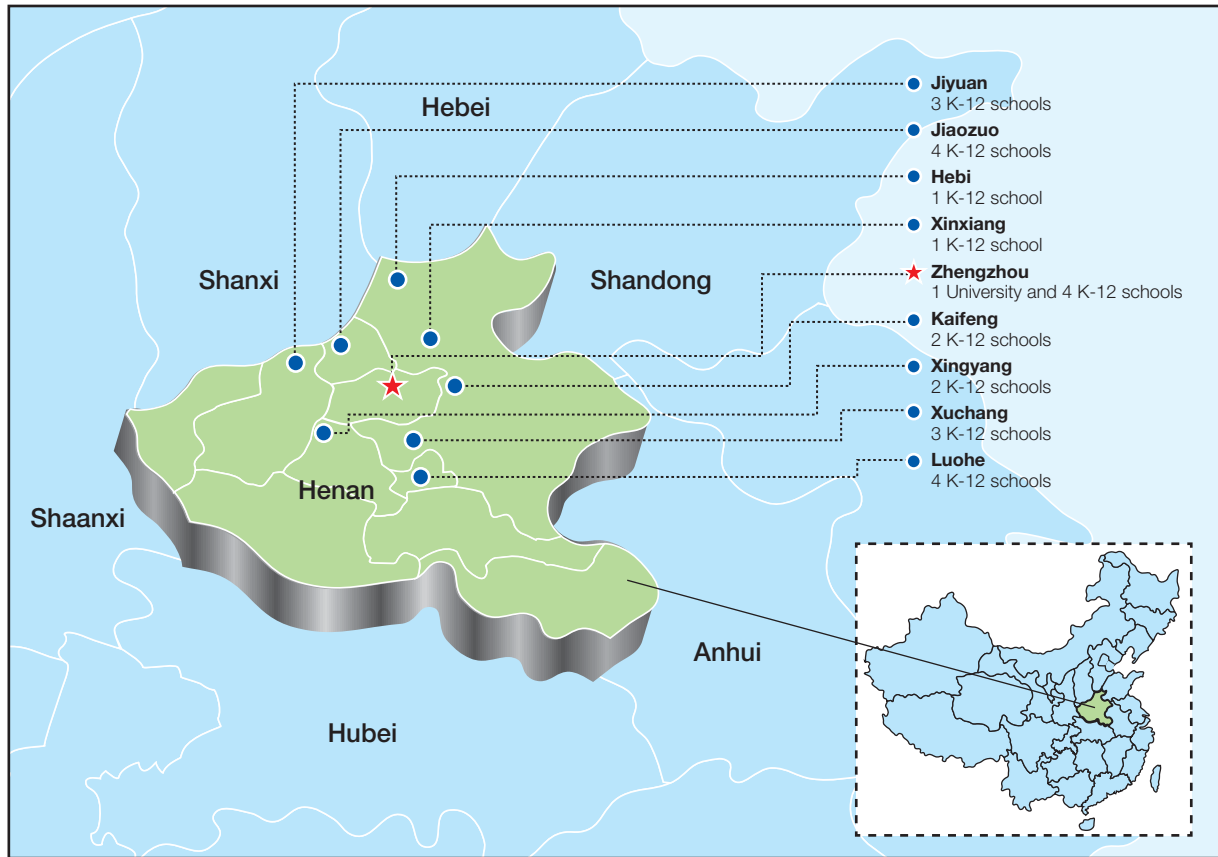 Hebei
Shanxi
Shandong
Henan
Shaanxi
Anhui
Hubei
Jiyuan
3 K-12 schools
Jiaozuo
4 K-12 schools
Hebi
1 K-12 school
Xinxiang
1 K-12 school
Zhengzhou
1 University and 4 K-12 schools
Kaifeng
2 K-12 schools
Xingyang
2 K-12 schools
Xuchang
3 K-12 schools
Luohe
4 K-12 schools